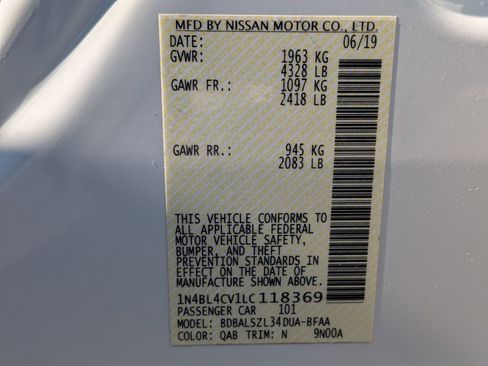 MFD BY NISSAN MOTOR CO., LTD.
DATE: 06/19
GVWR: 1963 KG
4328 LB
GAWR FR.: 1097 KG
2418 LB
GAWR RR.: 945 KG
2083 LB
THIS VEHICLE CONFORMS TO
ALL APPLICABLE FEDERAL
MOTOR VEHICLE SAFETY,
BUMPER, AND THEFT
PREVENTION STANDARDS IN
EFFECT ON THE DATE OF
MANUFACTURE SHOWN ABOVE.
1N4BL4CV1LC118369
PASSENGER CAR 101
MODEL: BDBALSZL34DUA-BFAA
COLOR: QAB TRIM: N 9N00A